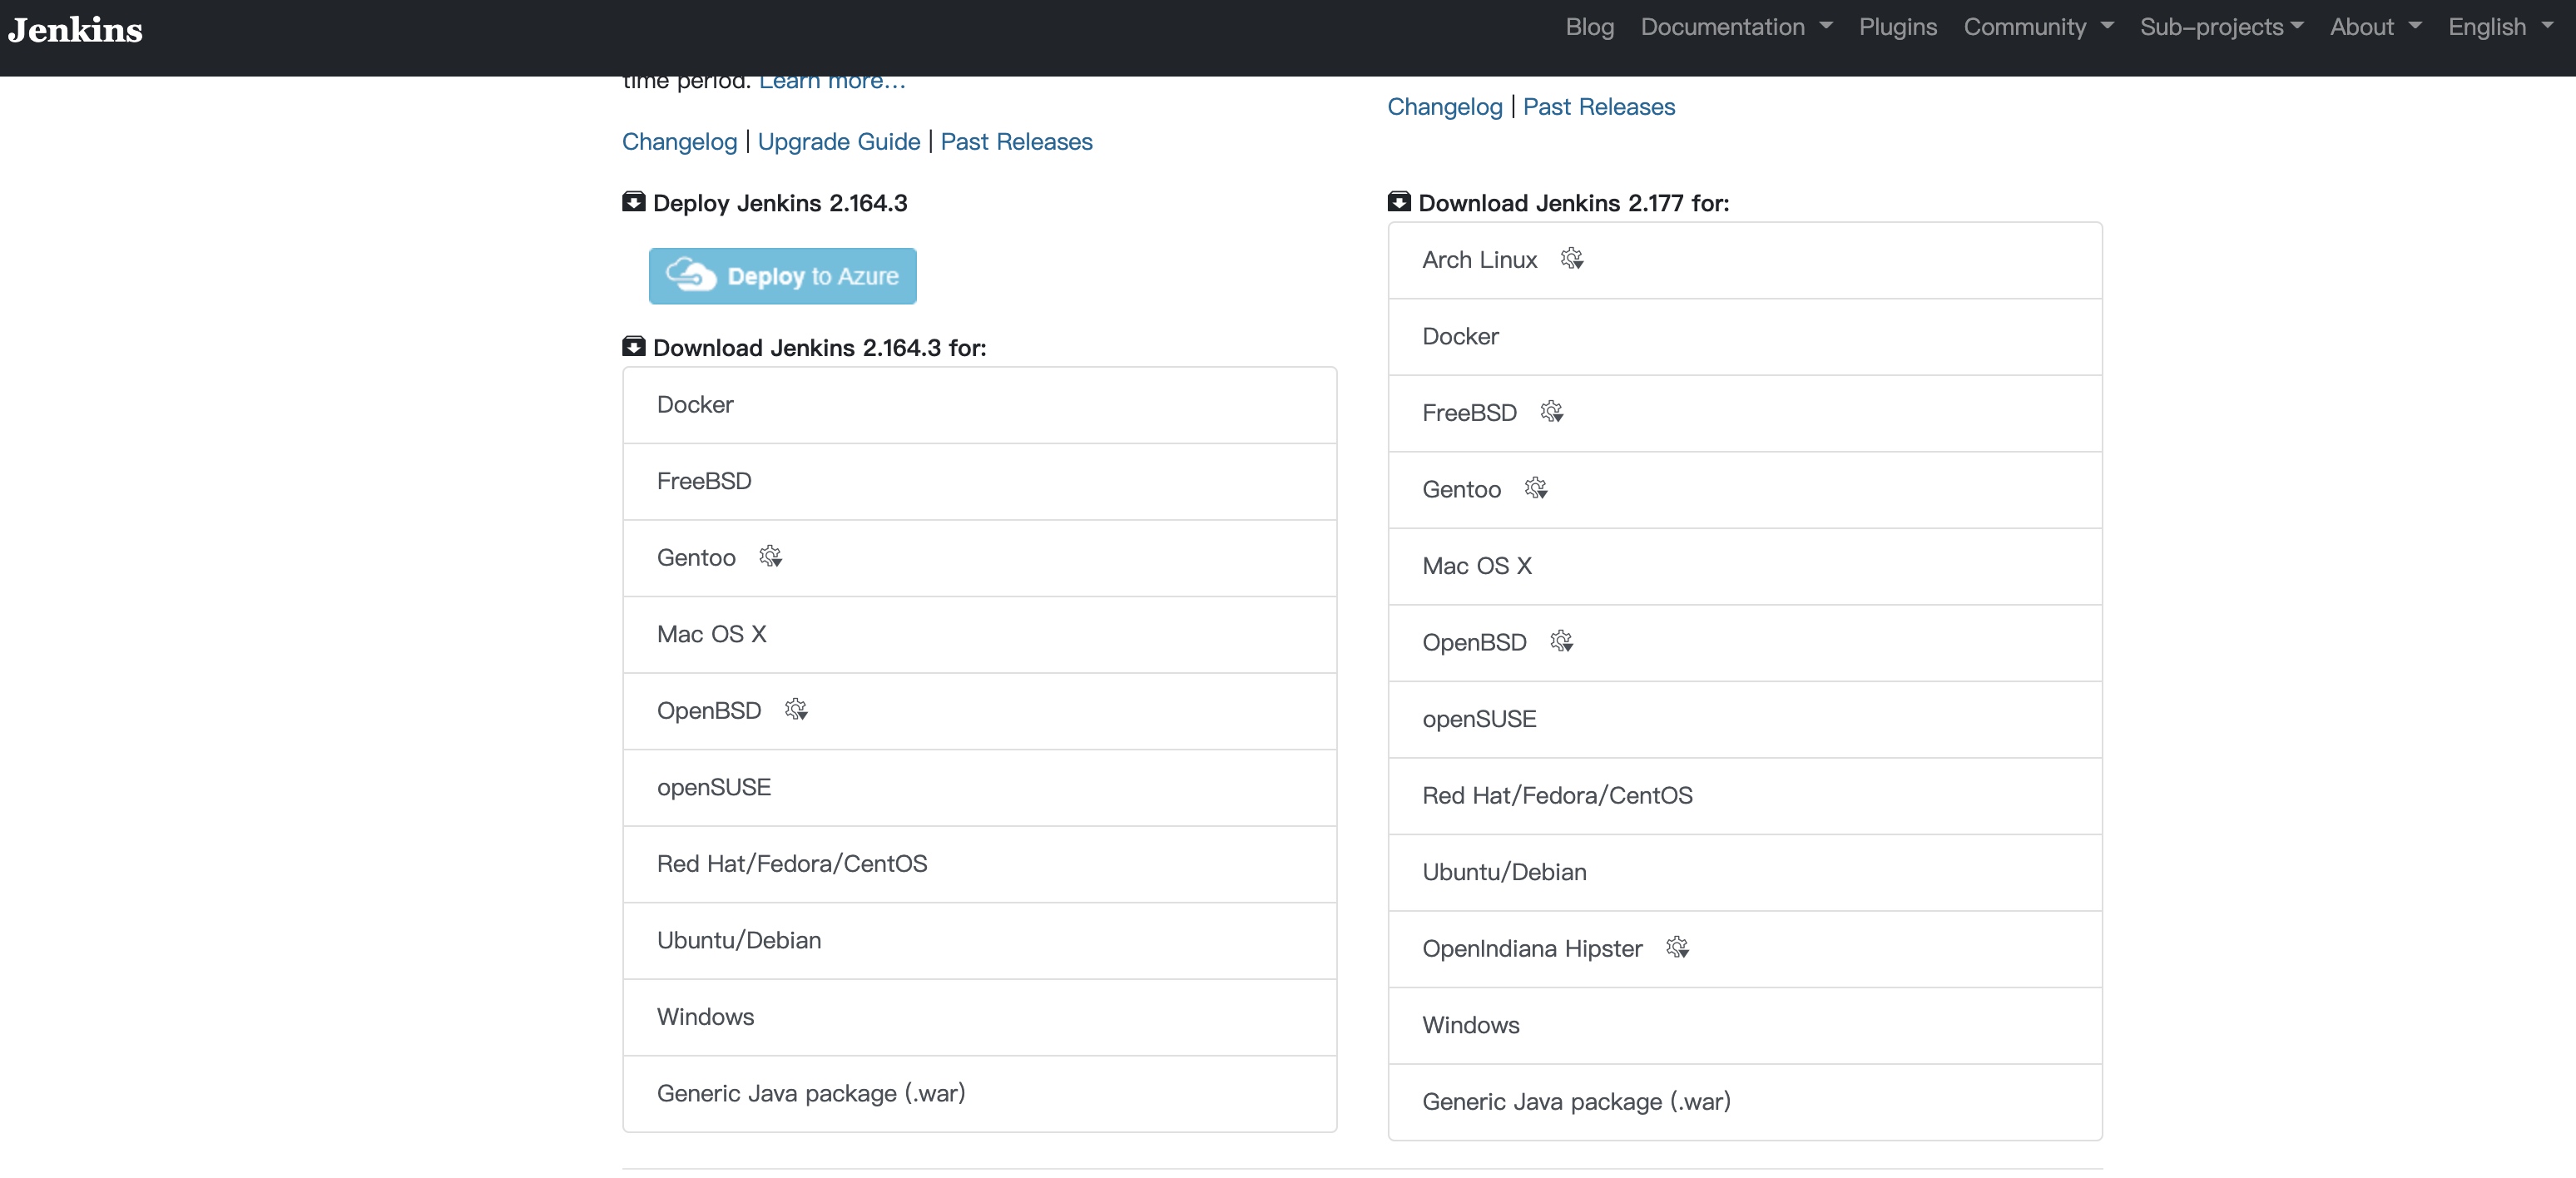 Jenkins
Blog Documentation Plugins Community Sub-projects About English
time period. Learn more...
Changelog | Upgrade Guide | Past Releases
Deploy Jenkins 2.164.3
Deploy to Azure
Download Jenkins 2.164.3 for:
Docker
FreeBSD
Gentoo
Mac OS X
OpenBSD
openSUSE
Red Hat/Fedora/CentOS
Ubuntu/Debian
Windows
Generic Java package (.war)
Changelog | Past Releases
Download Jenkins 2.177 for:
Arch Linux
Docker
FreeBSD
Gentoo
Mac OS X
OpenBSD
openSUSE
Red Hat/Fedora/CentOS
Ubuntu/Debian
OpenIndiana Hipster
Windows
Generic Java package (.war)